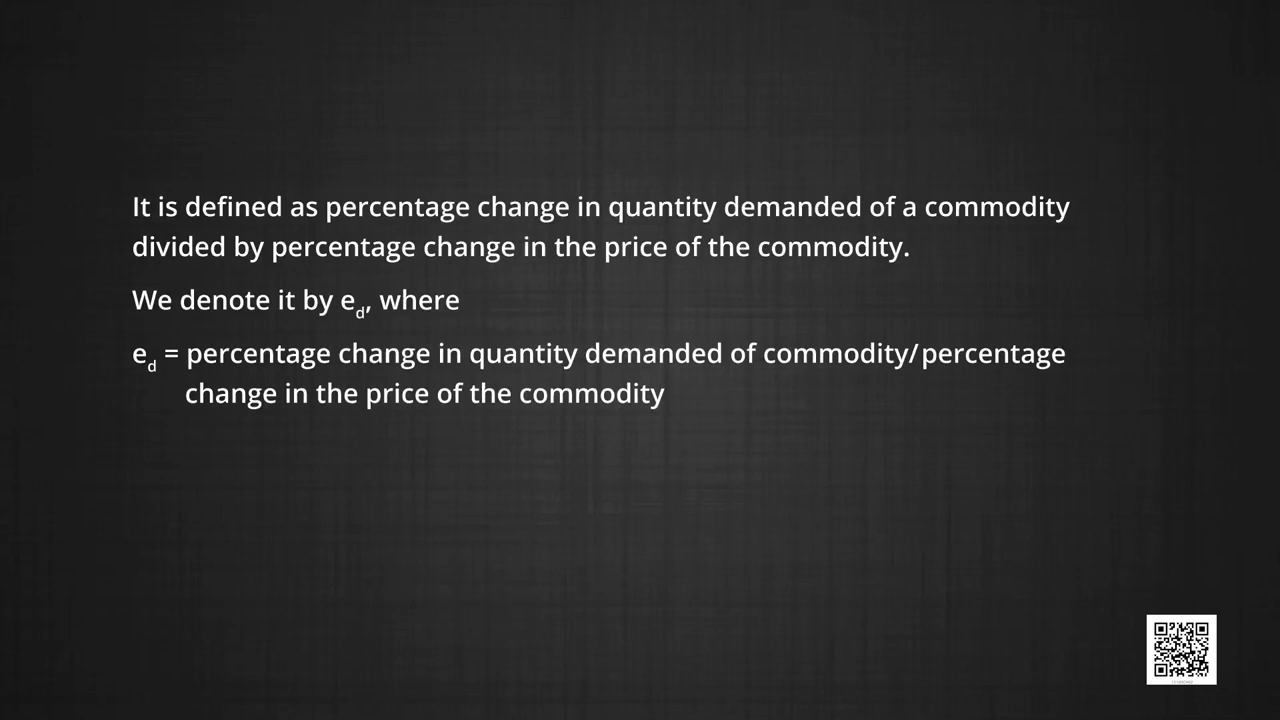 It is defined as percentage change in quantity demanded of a commodity
divided by percentage change in the price of the commodity.
We denote it by e_d, where
e_d = percentage change in quantity demanded of commodity/percentage
change in the price of the commodity